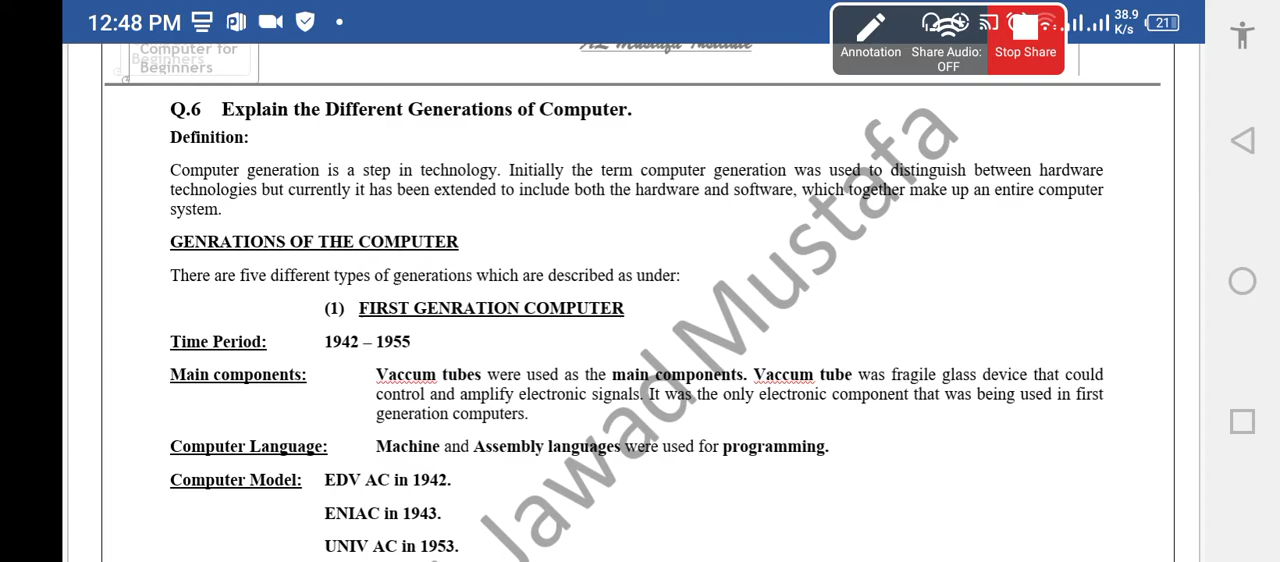 12:48 PM
38.9
K/s
21
Annotation
Share Audio:
OFF
Stop Share
Computer for
Beginners
Q.6 Explain the Different Generations of Computer.
Definition:
Computer generation is a step in technology. Initially the term computer generation was used to distinguish between hardware
technologies but currently it has been extended to include both the hardware and software, which together make up an entire computer
system.
GENRATIONS OF THE COMPUTER
There are five different types of generations which are described as under:
(1) FIRST GENRATION COMPUTER
Time Period: 1942 – 1955
Main components: Vaccum tubes were used as the main components. Vaccum tube was fragile glass device that could
control and amplify electronic signals. It was the only electronic component that was being used in first
generation computers.
Computer Language: Machine and Assembly languages were used for programming.
Computer Model: EDV AC in 1942.
ENIAC in 1943.
UNIV AC in 1953.
Jawad Mustafa